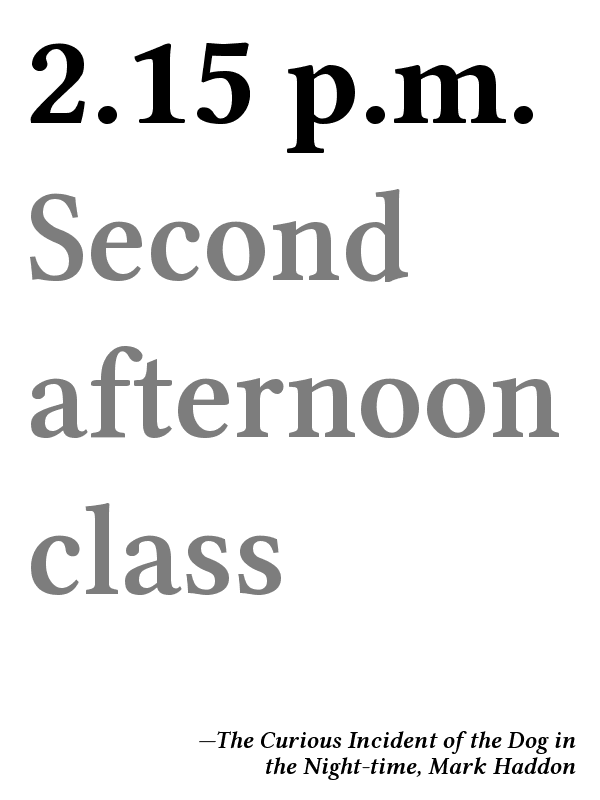 2.15 p.m.
Second
afternoon
class
—The Curious Incident of the Dog in
the Night-time, Mark Haddon